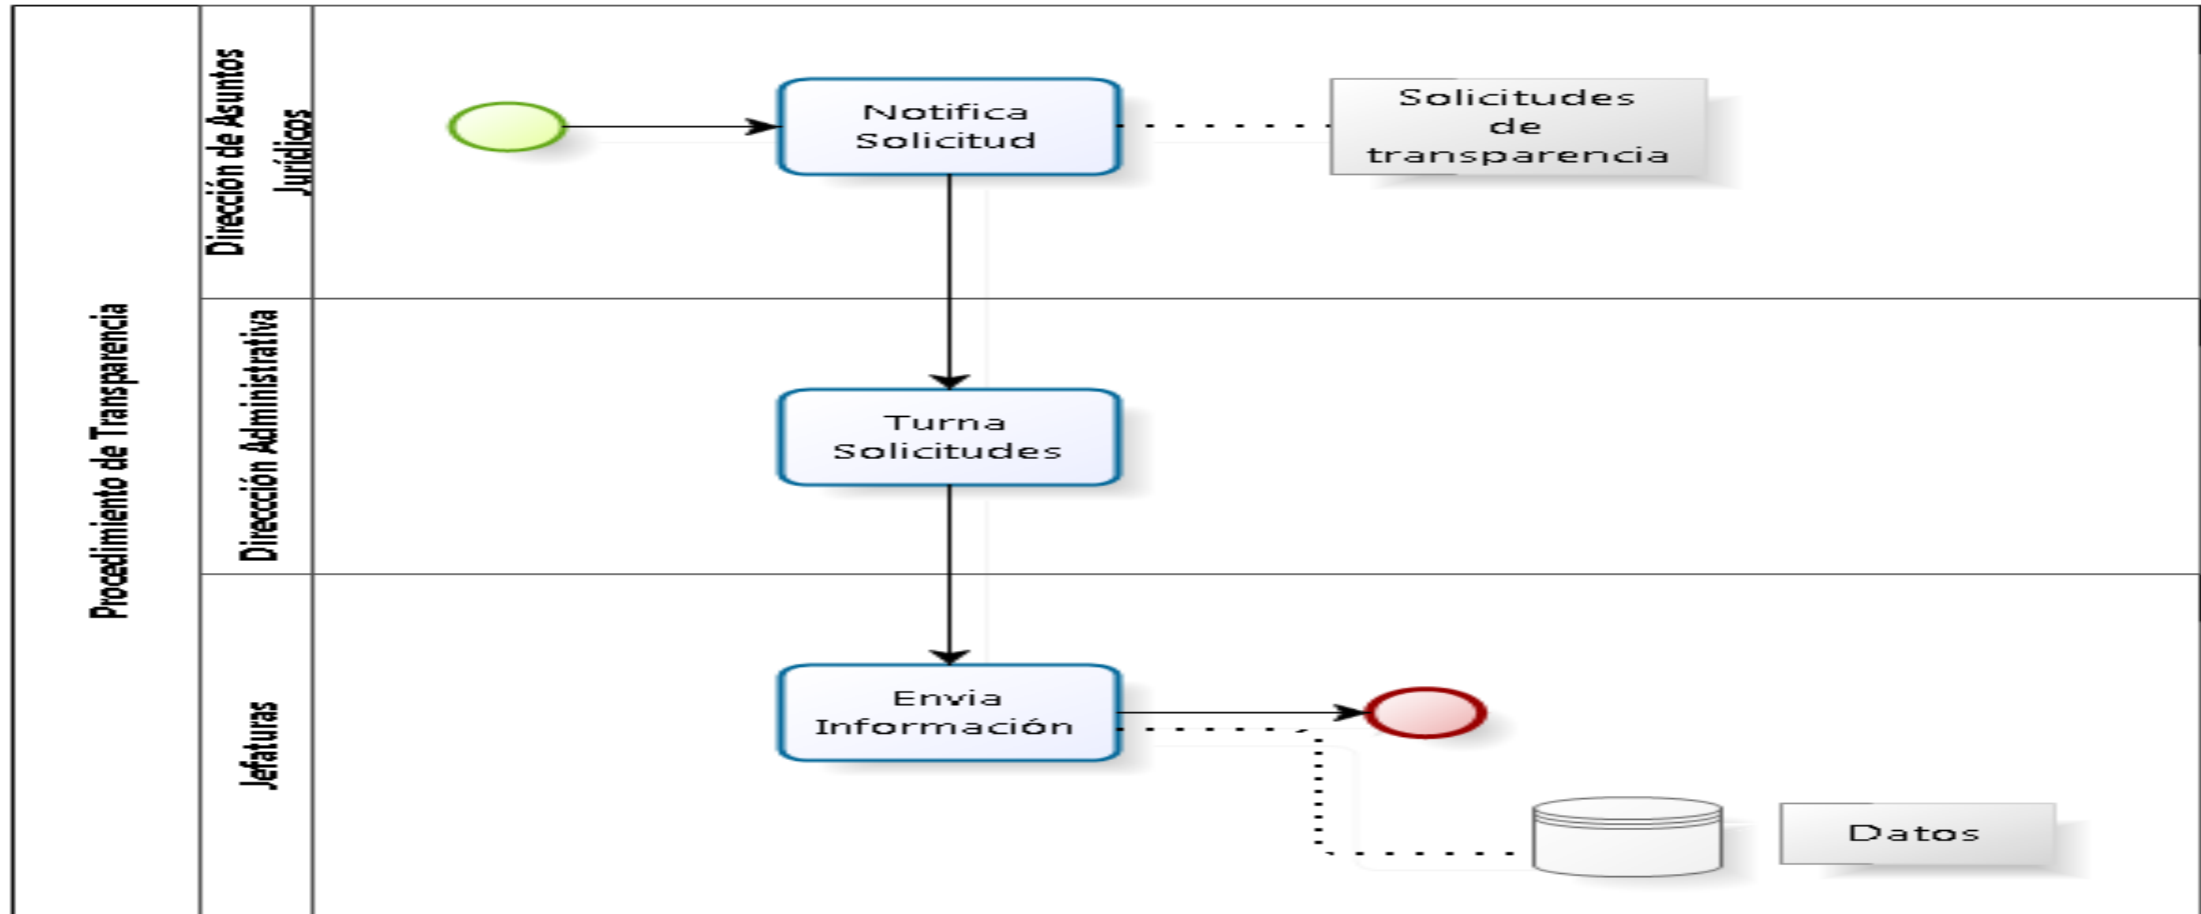 Procedimiento de Transparencia
Dirección de Asuntos
Jurídicos
Notifica
Solicitud
Solicitudes
de
transparencia
Dirección Administrativa
Turna
Solicitudes
Jefaturas
Envia
Información
Datos